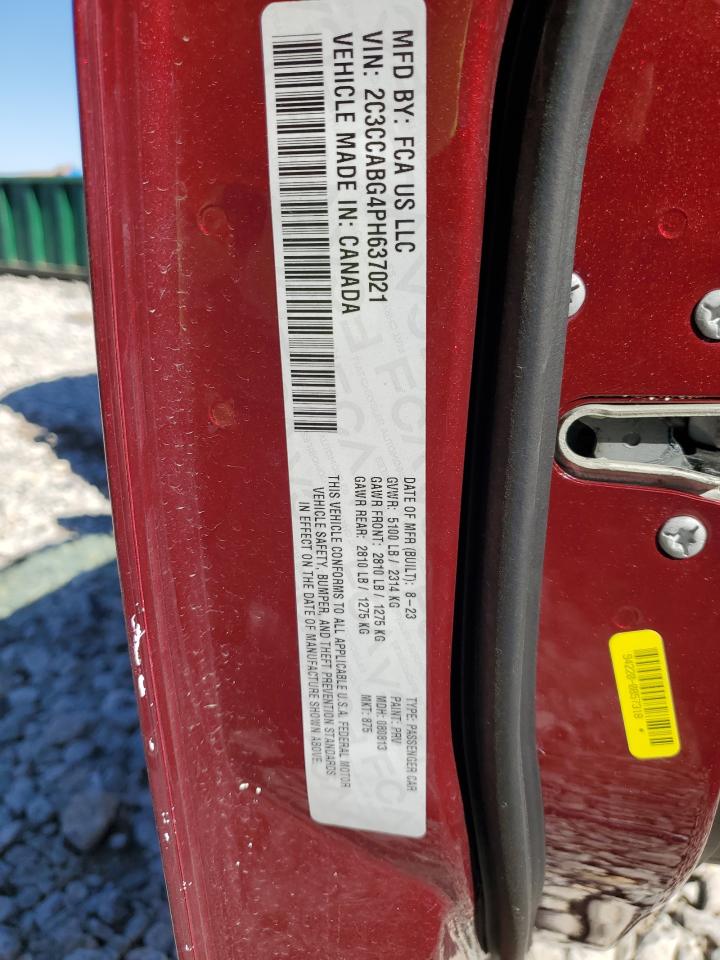 MFD BY: FCA US LLC
VIN: 2C3CCABG4PH637021
VEHICLE MADE IN: CANADA
DATE OF MFR (BUILT): 8-23
GVWR: 5100 LB / 2314 KG
GAWR FRONT: 2810 LB / 1275 KG
GAWR REAR: 2810 LB / 1275 KG
TYPE: PASSENGER CAR
PAINT: PRV
MDH: 080813
MKT: 875
THIS VEHICLE CONFORMS TO ALL APPLICABLE U.S.A. FEDERAL MOTOR
VEHICLE SAFETY, BUMPER, AND THEFT PREVENTION STANDARDS
IN EFFECT ON THE DATE OF MANUFACTURE SHOWN ABOVE.